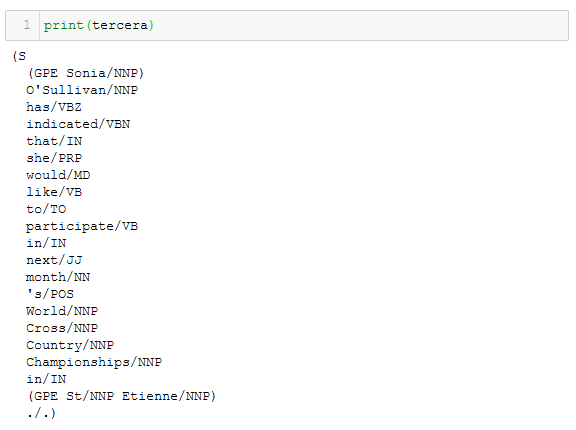 1 print(tercera)
(S
(GPE Sonia/NNP)
O'Sullivan/NNP
has/VBZ
indicated/VBN
that/IN
she/PRP
would/MD
like/VB
to/TO
participate/VB
in/IN
next/JJ
month/NN
's/POS
World/NNP
Cross/NNP
Country/NNP
Championships/NNP
in/IN
(GPE St/NNP Etienne/NNP)
./.)